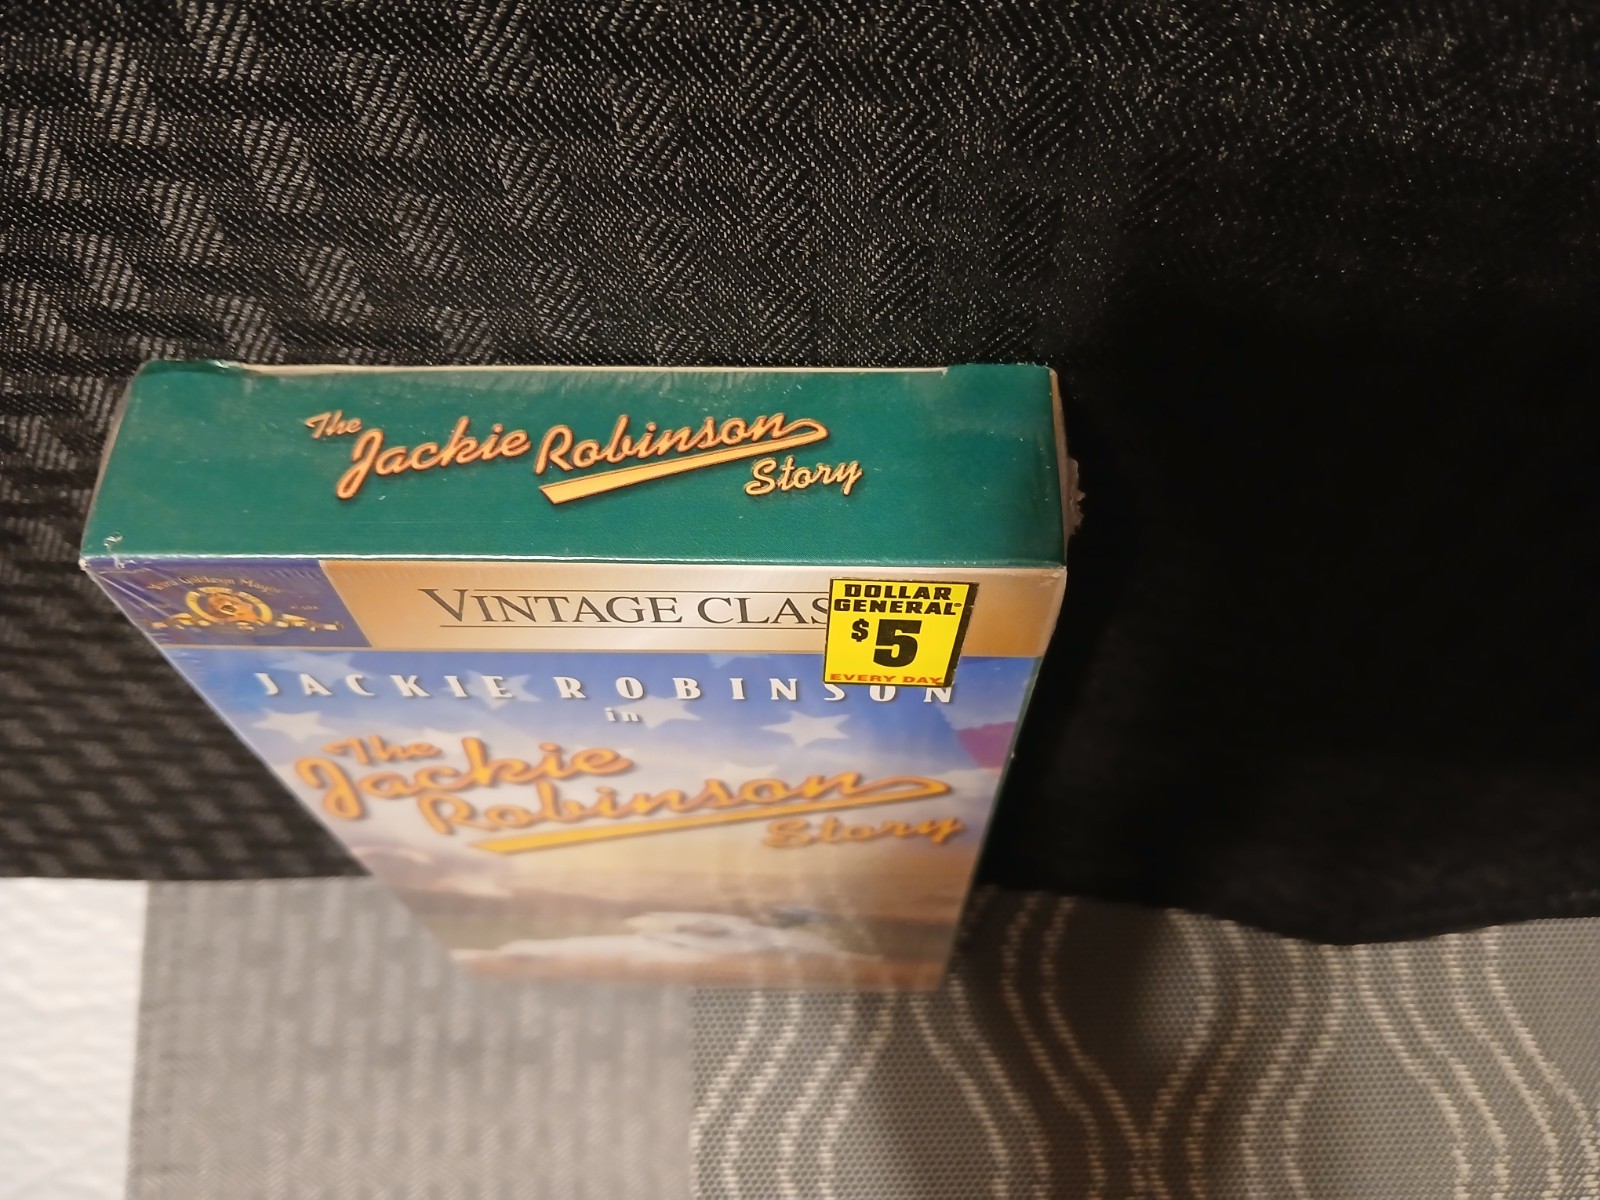 The
Jackie Robinson
Story
VINTAGE CLAS
DOLLAR
GENERAL®
$5
EVERY DAY
JACKIE ROBINSON
in
The
Jackie
Robinson
Story